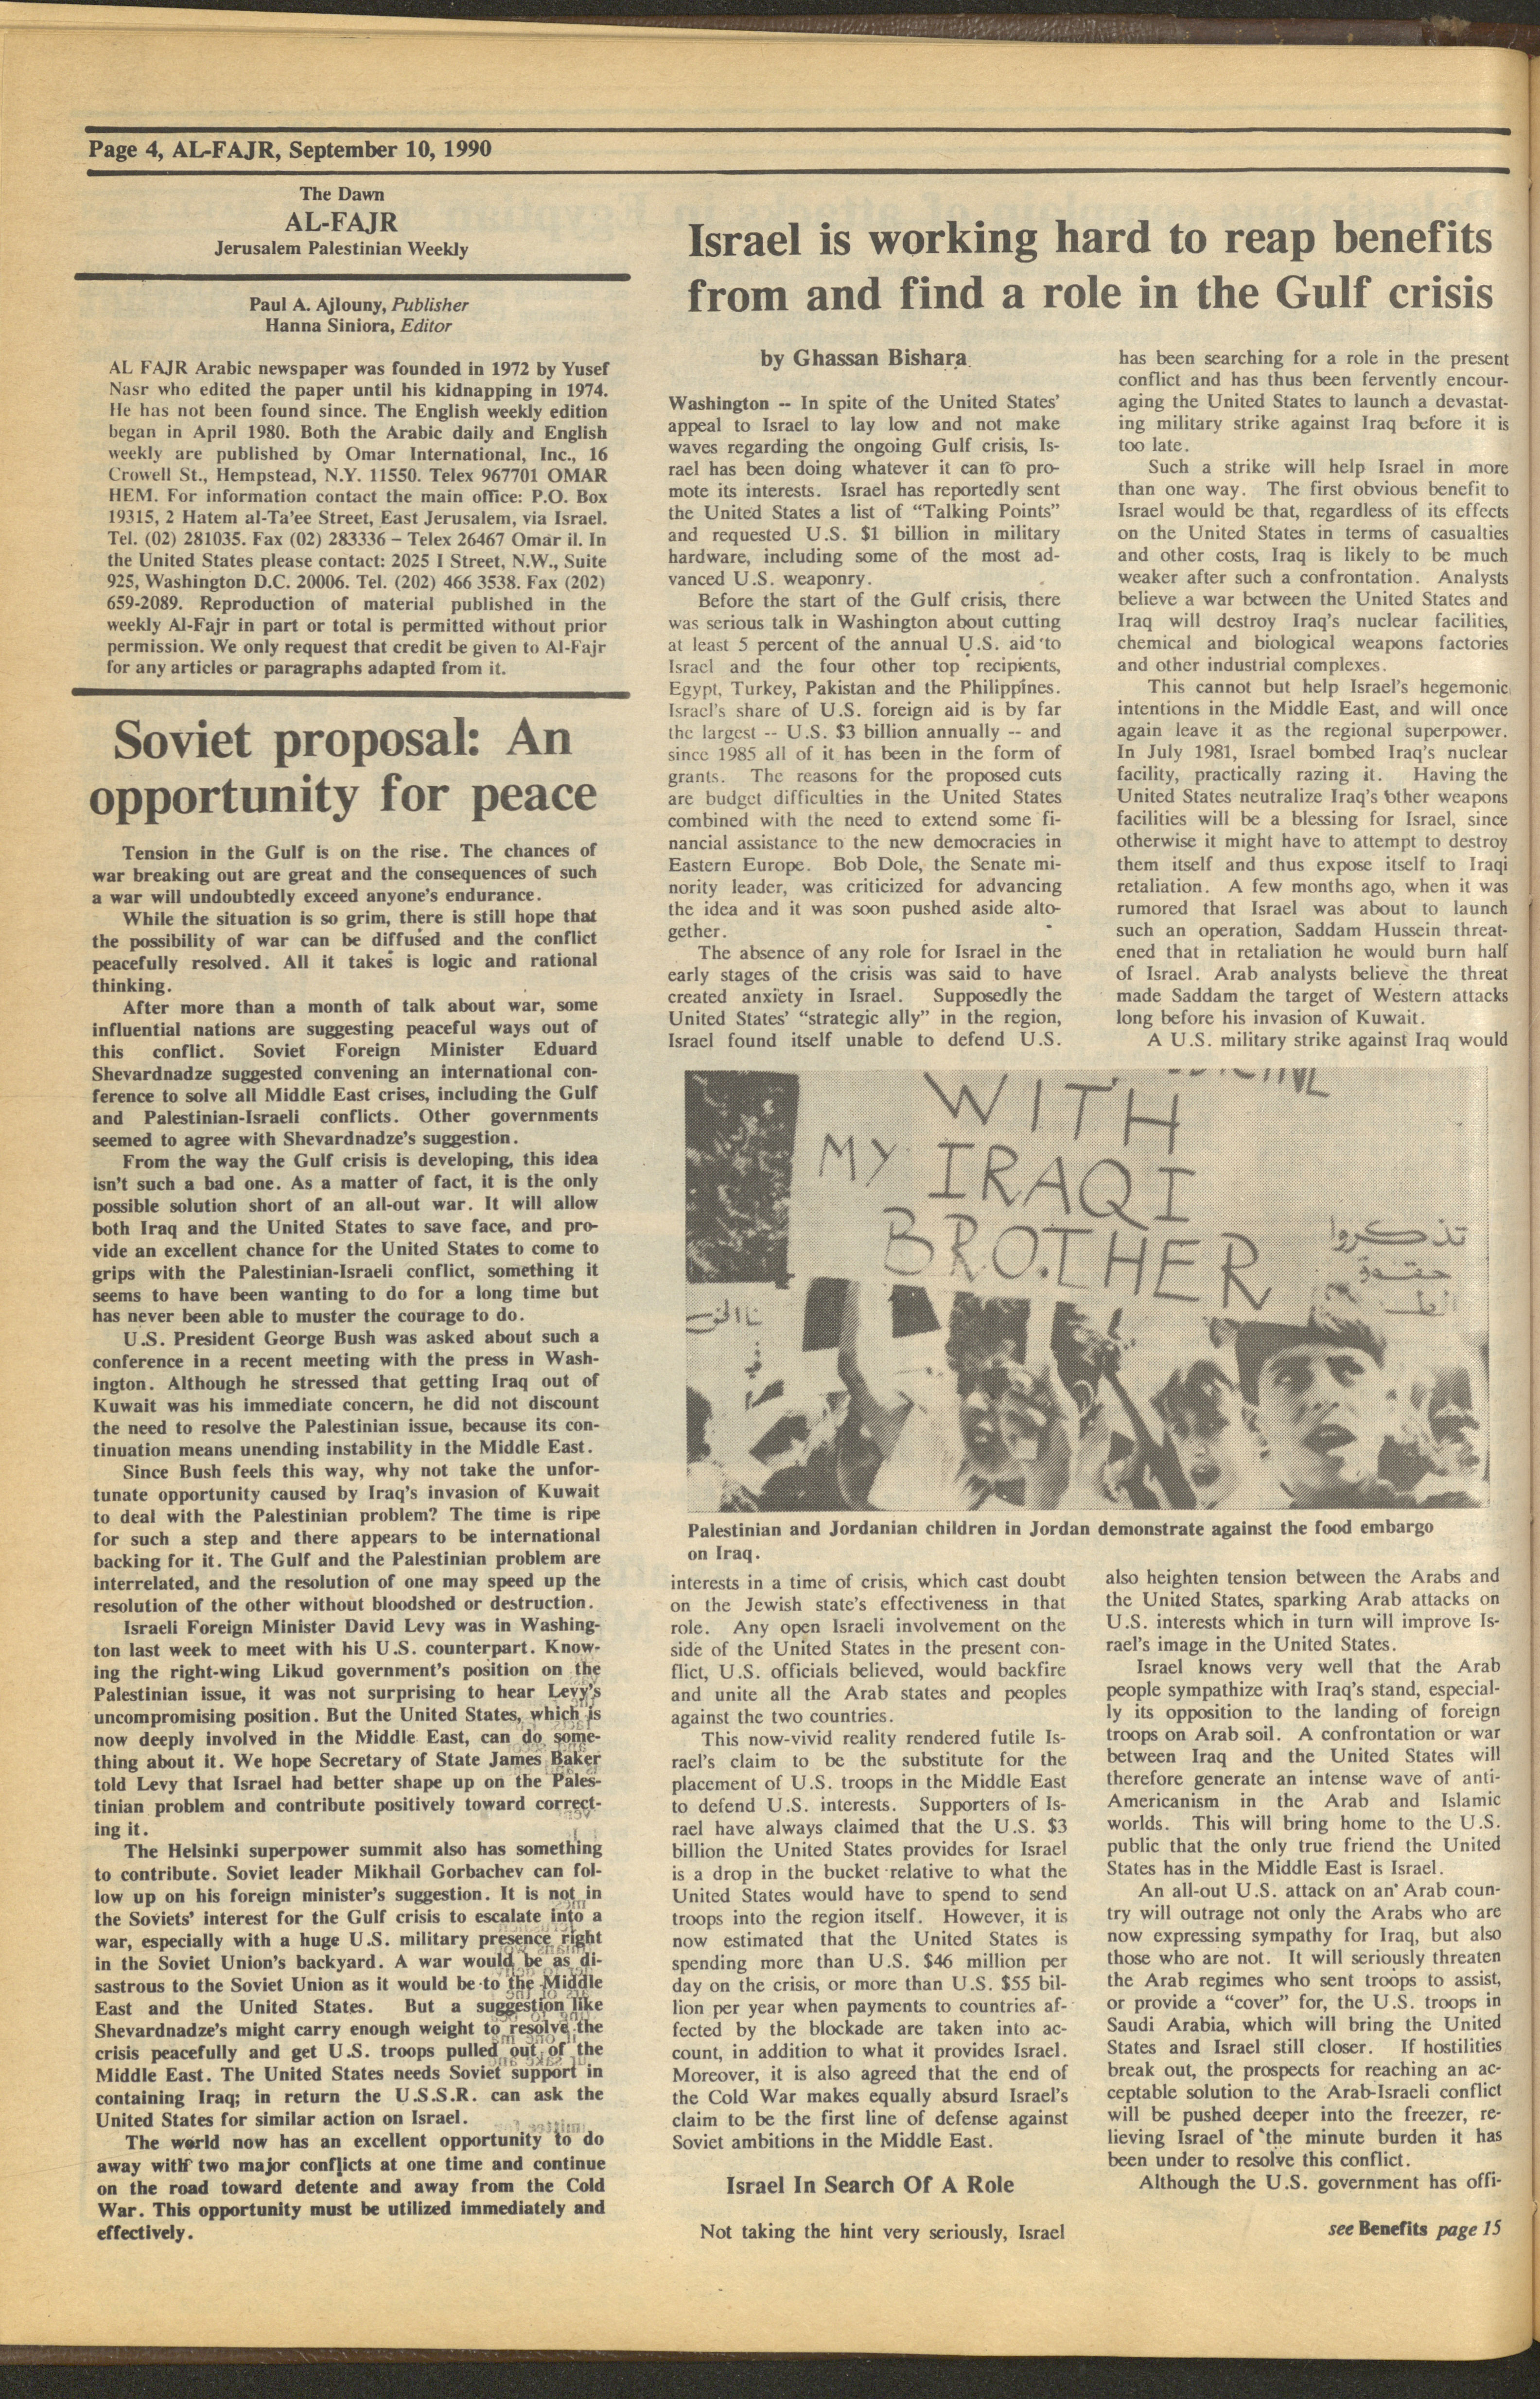 Page 4, AL-FAJR, September 10, 1990
The Dawn
AL-FAJR
Jerusalem Palestinian Weekly
Paul A. Ajlouny, Publisher
Hanna Siniora, Editor
AL FAJR Arabic newspaper was founded in 1972 by Yusef
Nasr who edited the paper until his kidnapping in 1974.
He has not been found since. The English weekly edition
began in April 1980. Both the Arabic daily and English
weekly are published by Omar International, Inc., 16
Crowell St., Hempstead, N.Y. 11550. Telex 967701 OMAR
HEM. For information contact the main office: P.O. Box
19315, 2 Hatem al-Ta'ee Street, East Jerusalem, via Israel.
Tel. (02) 281035. Fax (02) 283336 – Telex 26467 Omar il. In
the United States please contact: 2025 I Street, N.W., Suite
925, Washington D.C. 20006. Tel. (202) 466 3538. Fax (202)
659-2089. Reproduction of material published in the
weekly Al-Fajr in part or total is permitted without prior
permission. We only request that credit be given to Al-Fajr
for any articles or paragraphs adapted from it.
Soviet proposal: An
opportunity for peace
Tension in the Gulf is on the rise. The chances of
war breaking out are great and the consequences of such
a war will undoubtedly exceed anyone's endurance.
While the situation is so grim, there is still hope that
the possibility of war can be diffused and the conflict
peacefully resolved. All it takes is logic and rational
thinking.
After more than a month of talk about war, some
influential nations are suggesting peaceful ways out of
this conflict. Soviet Foreign Minister Eduard
Shevardnadze suggested convening an international con-
ference to solve all Middle East crises, including the Gulf
and Palestinian-Israeli conflicts. Other governments
seemed to agree with Shevardnadze's suggestion.
From the way the Gulf crisis is developing, this idea
isn't such a bad one. As a matter of fact, it is the only
possible solution short of an all-out war. It will allow
both Iraq and the United States to save face, and pro-
vide an excellent chance for the United States to come to
grips with the Palestinian-Israeli conflict, something it
seems to have been wanting to do for a long time but
has never been able to muster the courage to do.
U.S. President George Bush was asked about such a
conference in a recent meeting with the press in Wash-
ington. Although he stressed that getting Iraq out of
Kuwait was his immediate concern, he did not discount
the need to resolve the Palestinian issue, because its con-
tinuation means unending instability in the Middle East.
Since Bush feels this way, why not take the unfor-
tunate opportunity caused by Iraq's invasion of Kuwait
to deal with the Palestinian problem? The time is ripe
for such a step and there appears to be international
backing for it. The Gulf and the Palestinian problem are
interrelated, and the resolution of one may speed up the
resolution of the other without bloodshed or destruction.
Israeli Foreign Minister David Levy was in Washing-
ton last week to meet with his U.S. counterpart. Know-
ing the right-wing Likud government's position on the
Palestinian issue, it was not surprising to hear Levy's
uncompromising position. But the United States, which is
now deeply involved in the Middle East, can do some-
thing about it. We hope Secretary of State James Baker
told Levy that Israel had better shape up on the Pales-
tinian problem and contribute positively toward correct-
ing it.
The Helsinki superpower summit also has something
to contribute. Soviet leader Mikhail Gorbachev can fol-
low up on his foreign minister's suggestion. It is not in
the Soviets' interest for the Gulf crisis to escalate into a
war, especially with a huge U.S. military presence right
in the Soviet Union's backyard. A war would be as di-
sastrous to the Soviet Union as it would be to the Middle
East and the United States. But a suggestion like
Shevardnadze's might carry enough weight to resolve the
crisis peacefully and get U.S. troops pulled out of the
Middle East. The United States needs Soviet support in
containing Iraq; in return the U.S.S.R. can ask the
United States for similar action on Israel.
The world now has an excellent opportunity to do
away with two major conflicts at one time and continue
on the road toward detente and away from the Cold
War. This opportunity must be utilized immediately and
effectively.
Israel is working hard to reap benefits
from and find a role in the Gulf crisis
by Ghassan Bishara
Washington -- In spite of the United States'
appeal to Israel to lay low and not make
waves regarding the ongoing Gulf crisis, Is-
rael has been doing whatever it can to pro-
mote its interests. Israel has reportedly sent
the United States a list of “Talking Points”
and requested U.S. $1 billion in military
hardware, including some of the most ad-
vanced U.S. weaponry.
Before the start of the Gulf crisis, there
was serious talk in Washington about cutting
at least 5 percent of the annual U.S. aid to
Israel and the four other top recipients,
Egypt, Turkey, Pakistan and the Philippines.
Israel's share of U.S. foreign aid is by far
the largest -- U.S. $3 billion annually -- and
since 1985 all of it has been in the form of
grants. The reasons for the proposed cuts
are budget difficulties in the United States
combined with the need to extend some fi-
nancial assistance to the new democracies in
Eastern Europe. Bob Dole, the Senate mi-
nority leader, was criticized for advancing
the idea and it was soon pushed aside alto-
gether.
The absence of any role for Israel in the
early stages of the crisis was said to have
created anxiety in Israel. Supposedly the
United States' “strategic ally” in the region,
Israel found itself unable to defend U.S.
interests in a time of crisis, which cast doubt
on the Jewish state's effectiveness in that
role. Any open Israeli involvement on the
side of the United States in the present con-
flict, U.S. officials believed, would backfire
and unite all the Arab states and peoples
against the two countries.
This now-vivid reality rendered futile Is-
rael's claim to be the substitute for the
placement of U.S. troops in the Middle East
to defend U.S. interests. Supporters of Is-
rael have always claimed that the U.S. $3
billion the United States provides for Israel
is a drop in the bucket relative to what the
United States would have to spend to send
troops into the region itself. However, it is
now estimated that the United States is
spending more than U.S. $46 million per
day on the crisis, or more than U.S. $55 bil-
lion per year when payments to countries af-
fected by the blockade are taken into ac-
count, in addition to what it provides Israel.
Moreover, it is also agreed that the end of
the Cold War makes equally absurd Israel's
claim to be the first line of defense against
Soviet ambitions in the Middle East.
Israel In Search Of A Role
Not taking the hint very seriously, Israel
has been searching for a role in the present
conflict and has thus been fervently encour-
aging the United States to launch a devastat-
ing military strike against Iraq before it is
too late.
Such a strike will help Israel in more
than one way. The first obvious benefit to
Israel would be that, regardless of its effects
on the United States in terms of casualties
and other costs, Iraq is likely to be much
weaker after such a confrontation. Analysts
believe a war between the United States and
Iraq will destroy Iraq's nuclear facilities,
chemical and biological weapons factories
and other industrial complexes.
This cannot but help Israel's hegemonic
intentions in the Middle East, and will once
again leave it as the regional superpower.
In July 1981, Israel bombed Iraq's nuclear
facility, practically razing it. Having the
United States neutralize Iraq's other weapons
facilities will be a blessing for Israel, since
otherwise it might have to attempt to destroy
them itself and thus expose itself to Iraqi
retaliation. A few months ago, when it was
rumored that Israel was about to launch
such an operation, Saddam Hussein threat-
ened that in retaliation he would burn half
of Israel. Arab analysts believe the threat
made Saddam the target of Western attacks
long before his invasion of Kuwait.
A U.S. military strike against Iraq would
also heighten tension between the Arabs and
the United States, sparking Arab attacks on
U.S. interests which in turn will improve Is-
rael's image in the United States.
Israel knows very well that the Arab
people sympathize with Iraq's stand, especial-
ly its opposition to the landing of foreign
troops on Arab soil. A confrontation or war
between Iraq and the United States will
therefore generate an intense wave of anti-
Americanism in the Arab and Islamic
worlds. This will bring home to the U.S.
public that the only true friend the United
States has in the Middle East is Israel.
An all-out U.S. attack on an Arab coun-
try will outrage not only the Arabs who are
now expressing sympathy for Iraq, but also
those who are not. It will seriously threaten
the Arab regimes who sent troops to assist,
or provide a “cover” for, the U.S. troops in
Saudi Arabia, which will bring the United
States and Israel still closer. If hostilities
break out, the prospects for reaching an ac-
ceptable solution to the Arab-Israeli conflict
will be pushed deeper into the freezer, re-
lieving Israel of the minute burden it has
been under to resolve this conflict.
Although the U.S. government has offi-
see Benefits page 15
WITH
MY IRAQI
BROTHER
تذكروا
Palestinian and Jordanian children in Jordan demonstrate against the food embargo
on Iraq.